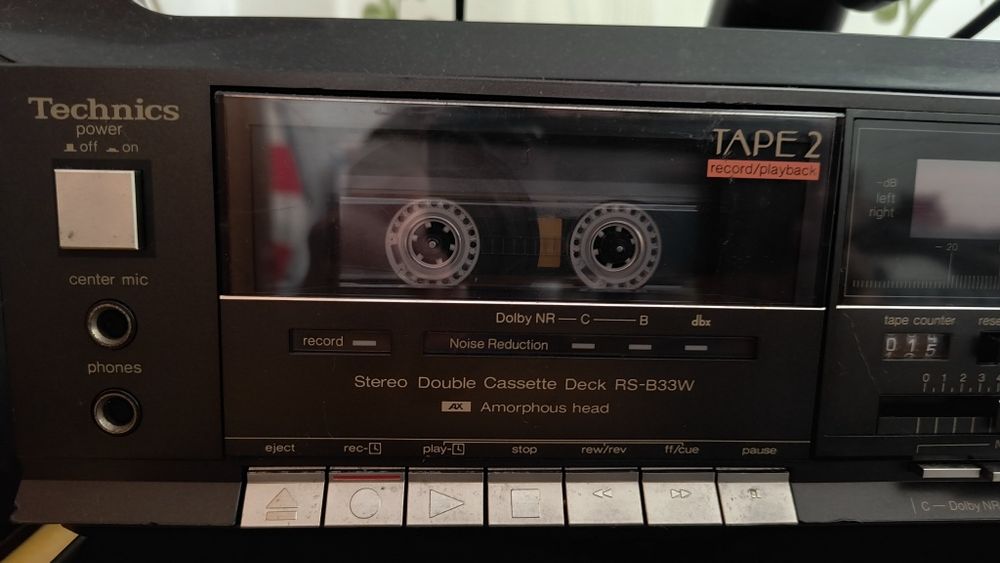 Technics
power
off on
center mic
phones
TAPE 2
record/playback
Dolby NR — C — B dbx
record
Noise Reduction
Stereo Double Cassette Deck RS-B33W
AX Amorphous head
eject rec- play- stop rew/rev ff/cue pause
-dB
left
right
-20
tape counter rese
015
0 1 2 3 4
C — Dolby NR